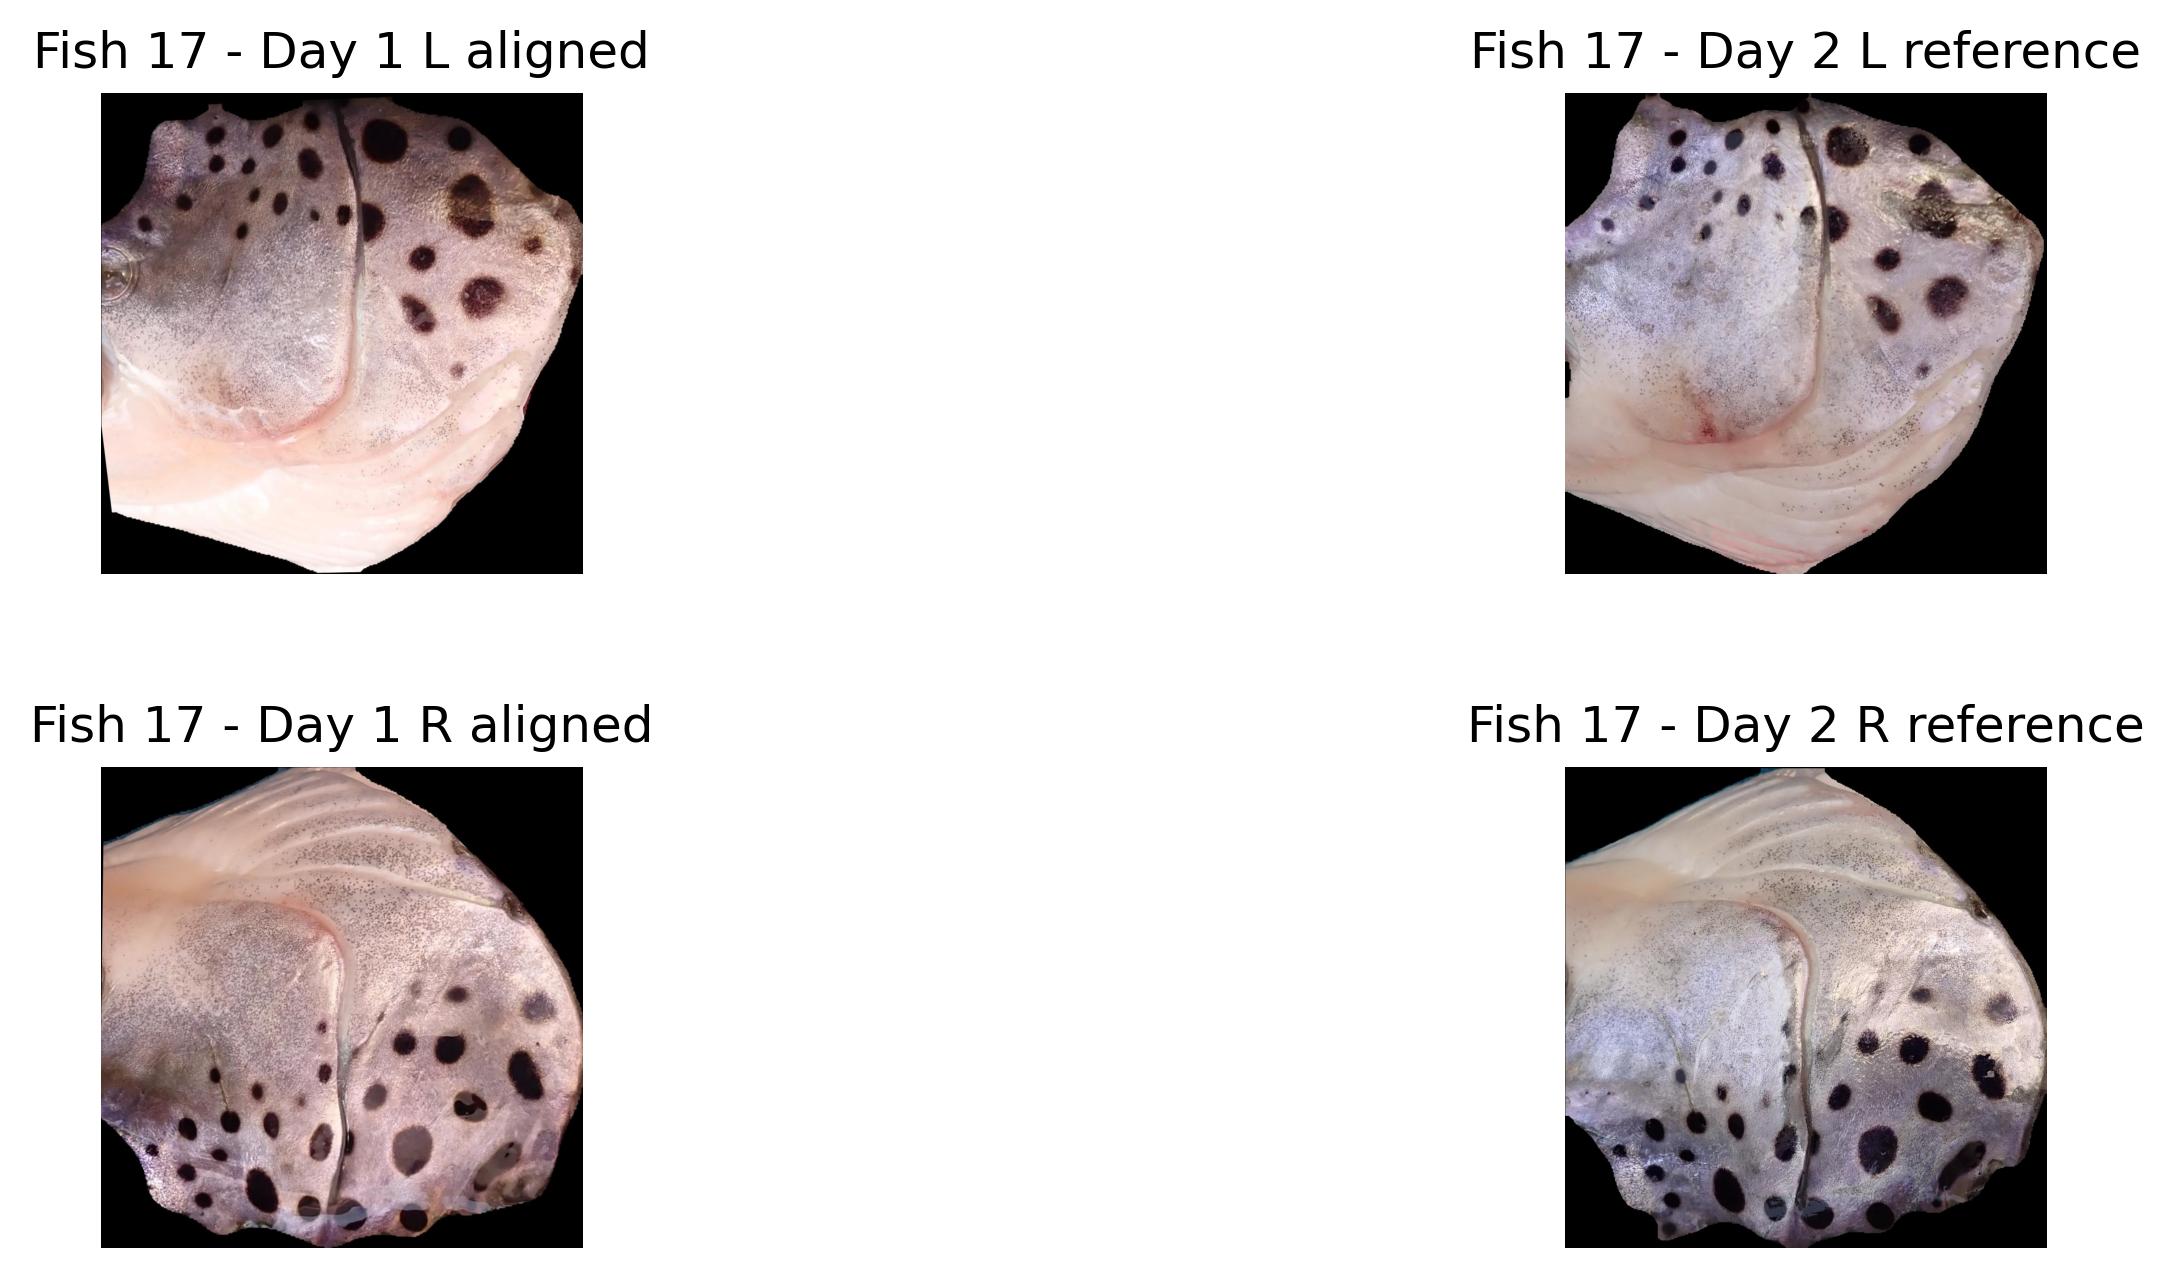 Fish 17 - Day 1 L aligned
Fish 17 - Day 2 L reference
Fish 17 - Day 1 R aligned
Fish 17 - Day 2 R reference